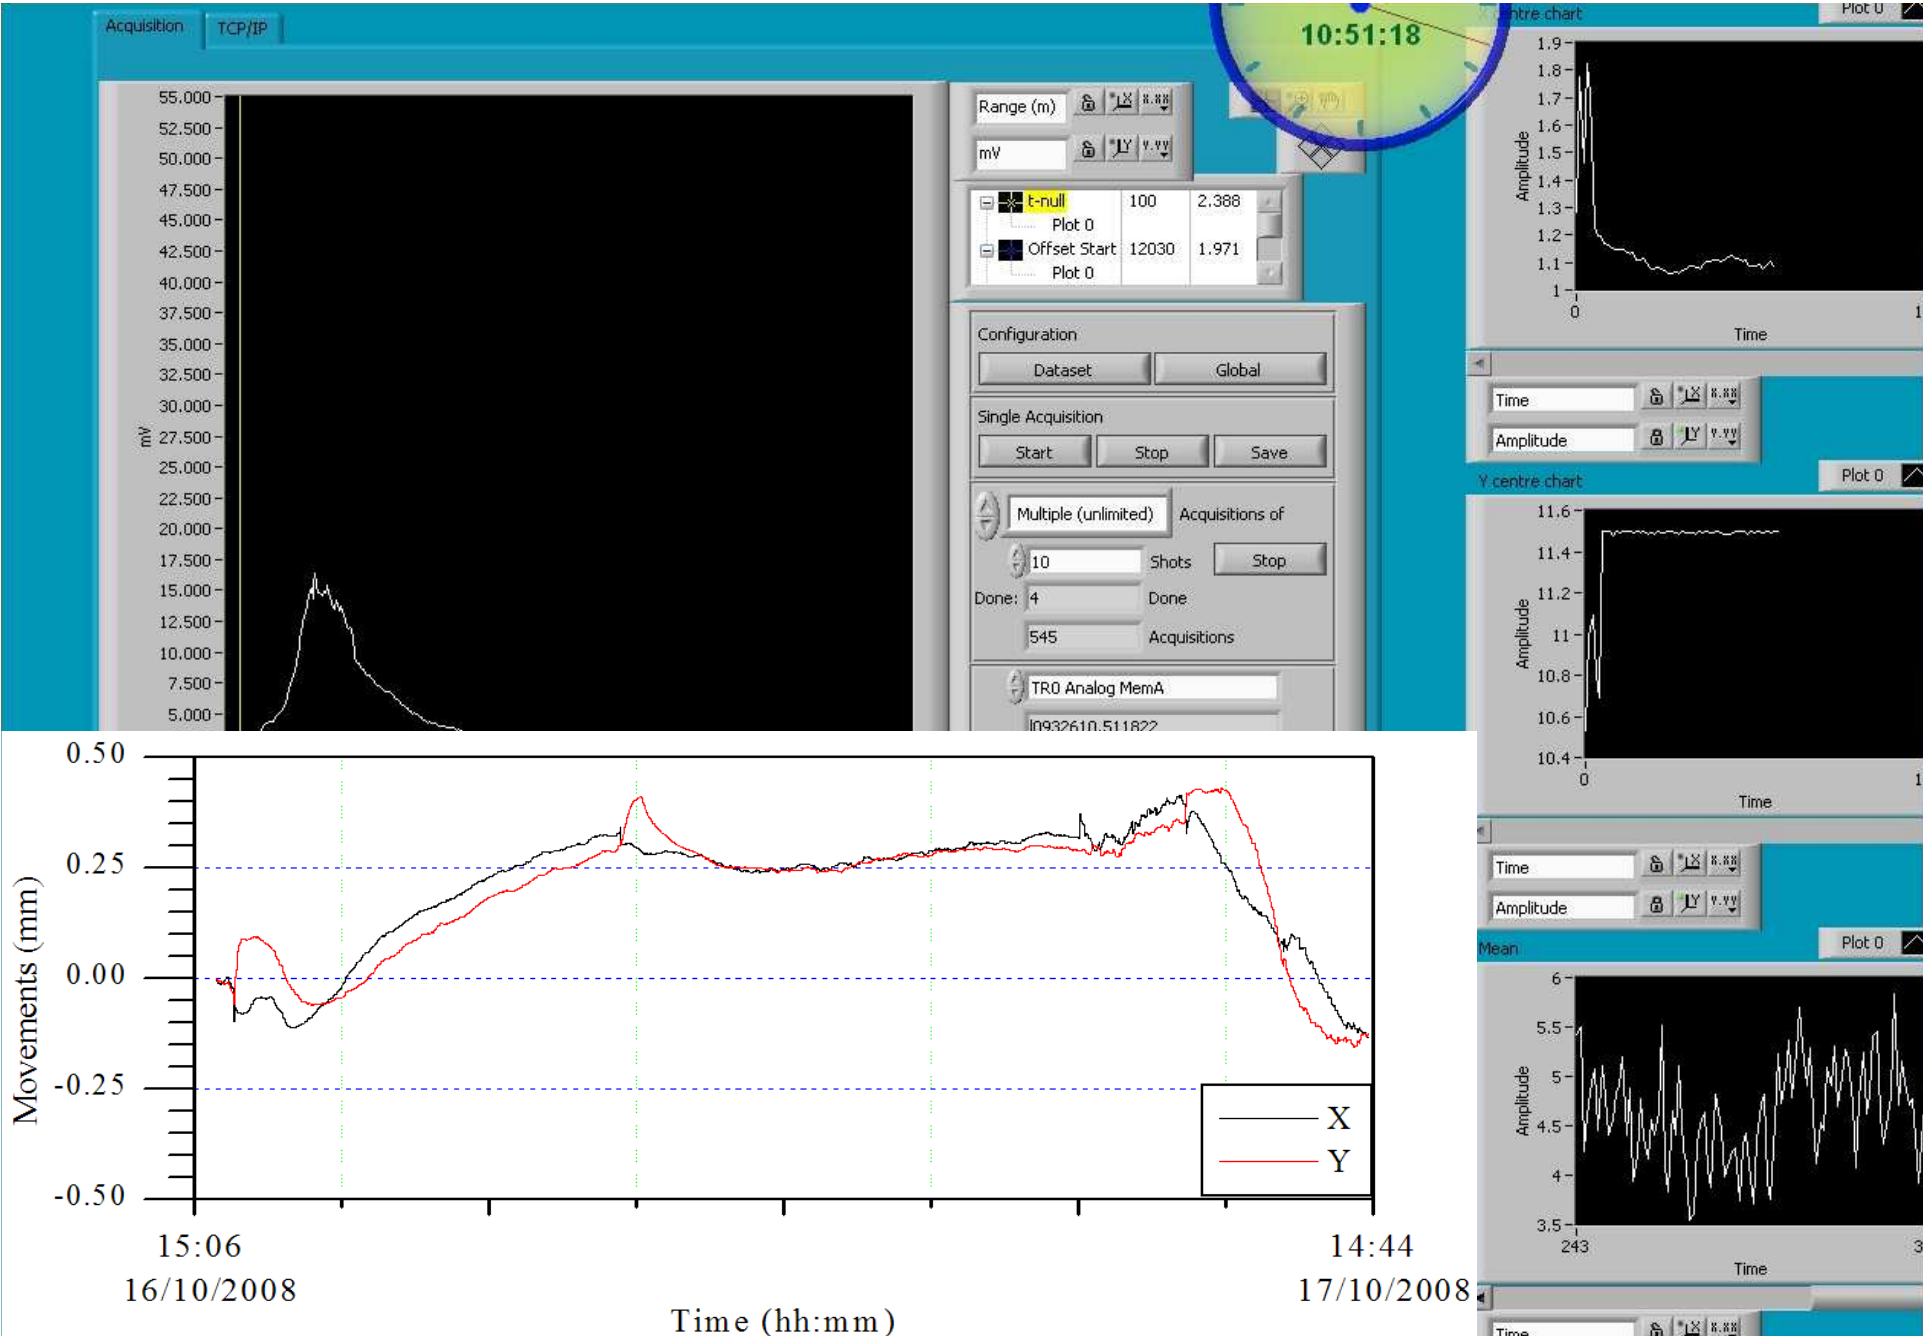 Acquisition
TCP/IP
10:51:18
55.000
52.500
50.000
47.500
45.000
42.500
40.000
37.500
35.000
32.500
30.000
27.500
25.000
22.500
20.000
17.500
15.000
12.500
10.000
7.500
5.000
mV
Range (m)
mV
t-null 100 2.388
Plot 0
Offset Start 12030 1.971
Plot 0
Configuration
Dataset Global
Single Acquisition
Start Stop Save
Multiple (unlimited) Acquisitions of
10 Shots Stop
Done: 4 Done
545 Acquisitions
TR0 Analog MemA
l0932610.511822
centre chart
Plot 0
1.9
1.8
1.7
1.6
1.5
1.4
1.3
1.2
1.1
1
Amplitude
0 1
Time
Time
Amplitude
Y centre chart
Plot 0
11.6
11.4
11.2
11
10.8
10.6
10.4
Amplitude
0 1
Time
Time
Amplitude
Mean
Plot 0
6
5.5
5
4.5
4
3.5
Amplitude
243 3
Time
Time
0.50
0.25
0.00
-0.25
-0.50
Movements (mm)
X
Y
15:06
16/10/2008
14:44
17/10/2008
Time (hh:mm)